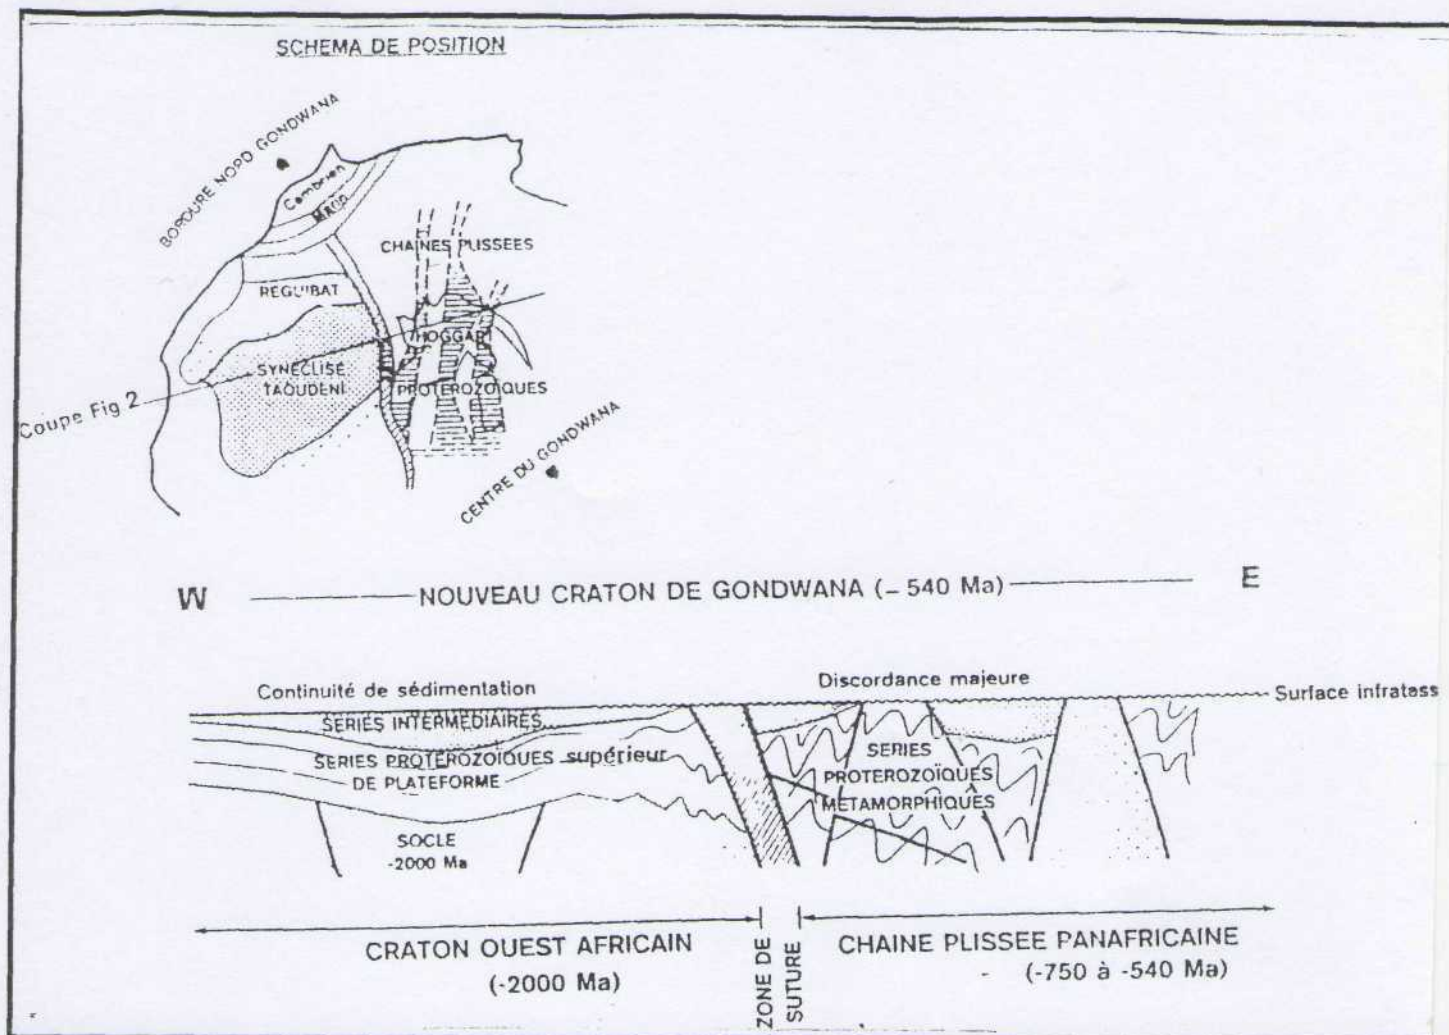 SCHEMA DE POSITION
BORDURE NORD GONDWANA
Cambrien
Marin
CHAINES PLISSEES
REGUIBAT
HOGGAR
SYNECLISE
TAOUDENI
PROTEROZOIQUES
Coupe Fig 2
CENTRE DU GONDWANA
W
NOUVEAU CRATON DE GONDWANA (- 540 Ma)
E
Continuité de sédimentation
Discordance majeure
Surface infratass
SERIES INTERMEDIAIRES
SERIES PROTEROZOÏQUES supérieur
DE PLATEFORME
SERIES
PROTEROZOÏQUES
METAMORPHIQUES
SOCLE
-2000 Ma
CRATON OUEST AFRICAIN
(-2000 Ma)
ZONE DE
SUTURE
CHAINE PLISSEE PANAFRICAINE
(-750 à -540 Ma)